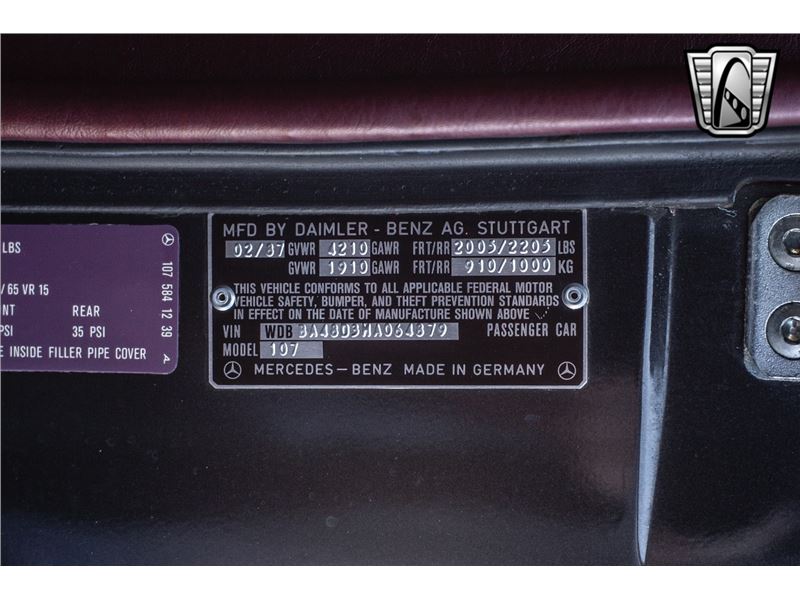 LBS
/65 VR 15
NT REAR
PSI 35 PSI
E INSIDE FILLER PIPE COVER
107 584 12 39 A
MFD BY DAIMLER - BENZ AG. STUTTGART
02/87 GVWR 4210 GAWR FRT/RR 2005/2205 LBS
GVWR 1910 GAWR FRT/RR 910/1000 KG
THIS VEHICLE CONFORMS TO ALL APPLICABLE FEDERAL MOTOR
VEHICLE SAFETY, BUMPER, AND THEFT PREVENTION STANDARDS
IN EFFECT ON THE DATE OF MANUFACTURE SHOWN ABOVE
VIN WDB BA48D3HA064879 PASSENGER CAR
MODEL 107
MERCEDES-BENZ MADE IN GERMANY